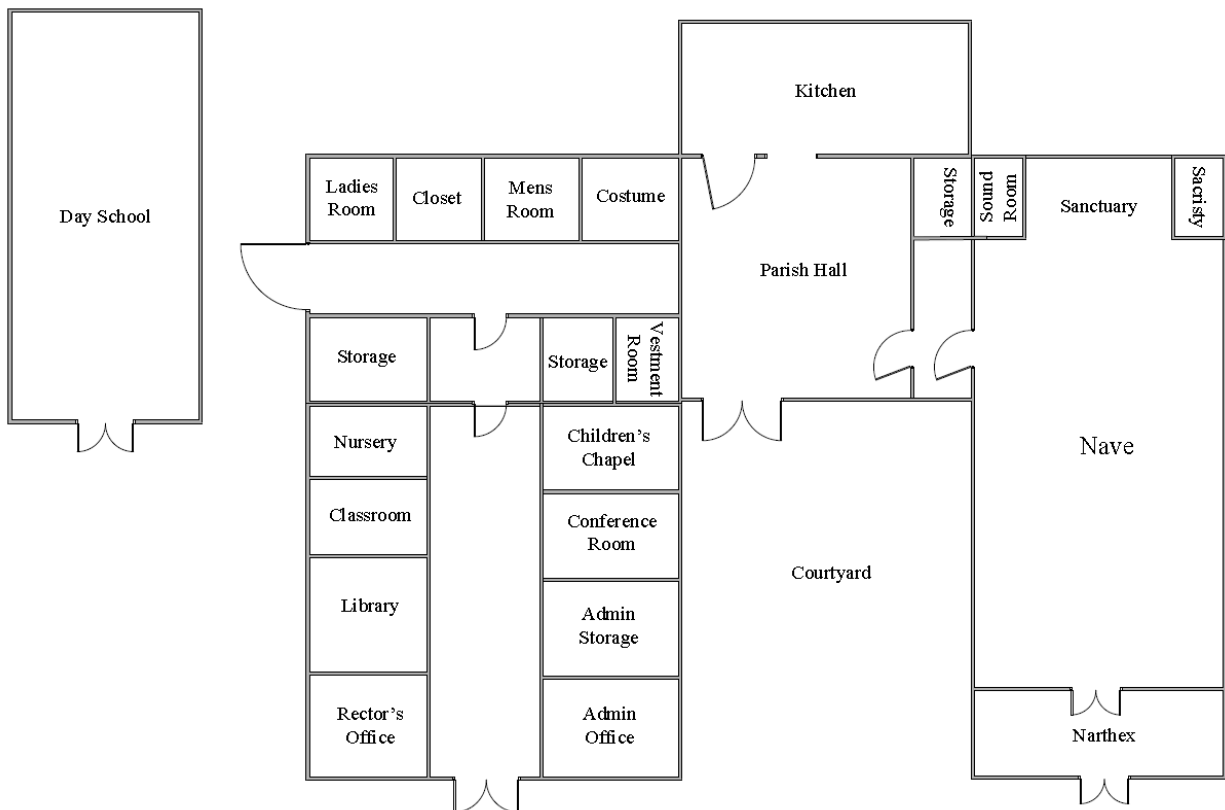 Kitchen
Day School
Ladies
Room
Closet
Mens
Room
Costume
Storage
Sound
Room
Sanctuary
Sacristy
Parish Hall
Storage
Storage
Vestment
Room
Nursery
Children’s
Chapel
Nave
Classroom
Conference
Room
Courtyard
Library
Admin
Storage
Rector’s
Office
Admin
Office
Narthex